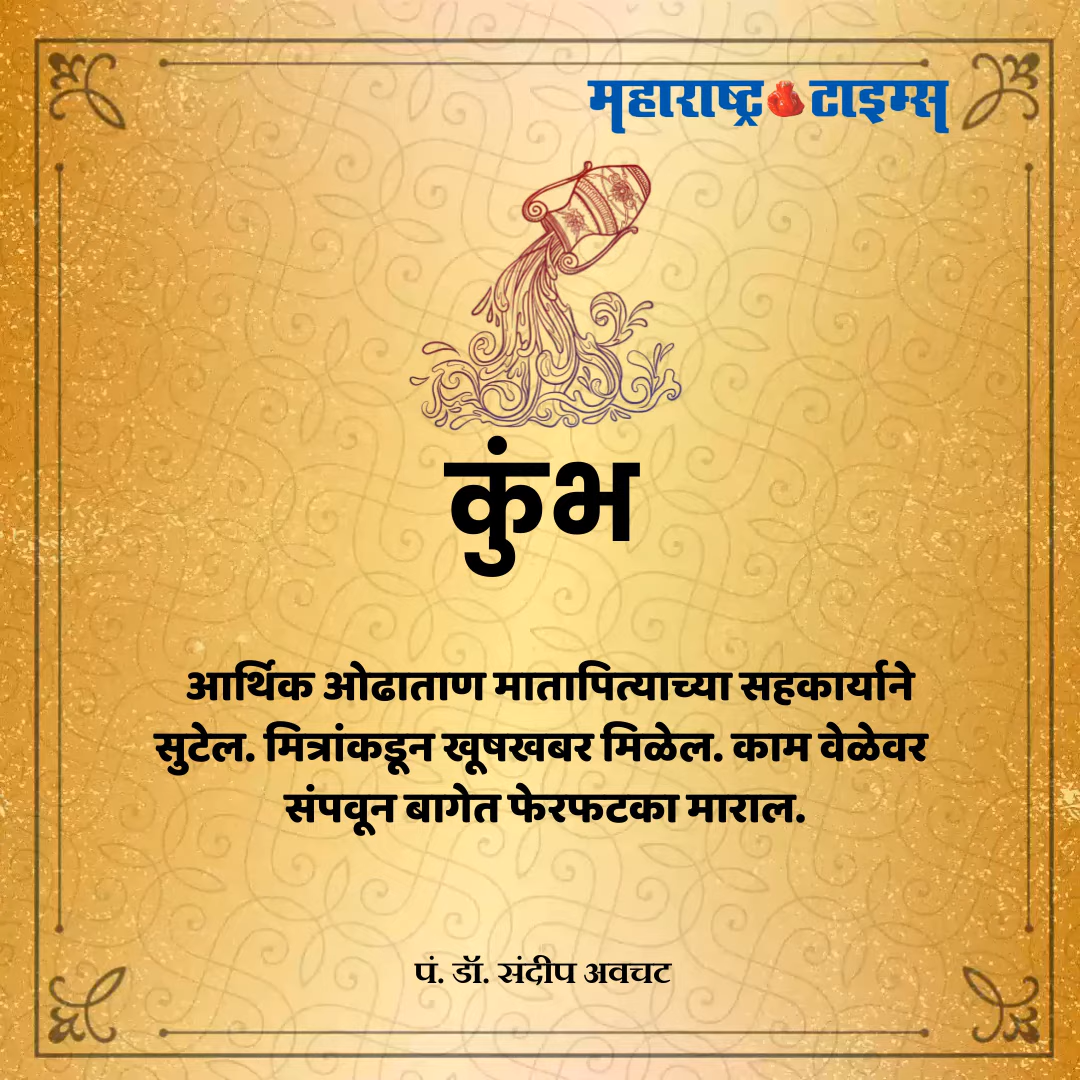 महाराष्ट्र टाइम्स
कुंभ
आर्थिक ओढाताण मातापित्याच्या सहकार्याने
सुटेल. मित्रांकडून खूषखबर मिळेल. काम वेळेवर
संपवून बागेत फेरफटका माराल.
पं. डॉ. संदीप अवचट